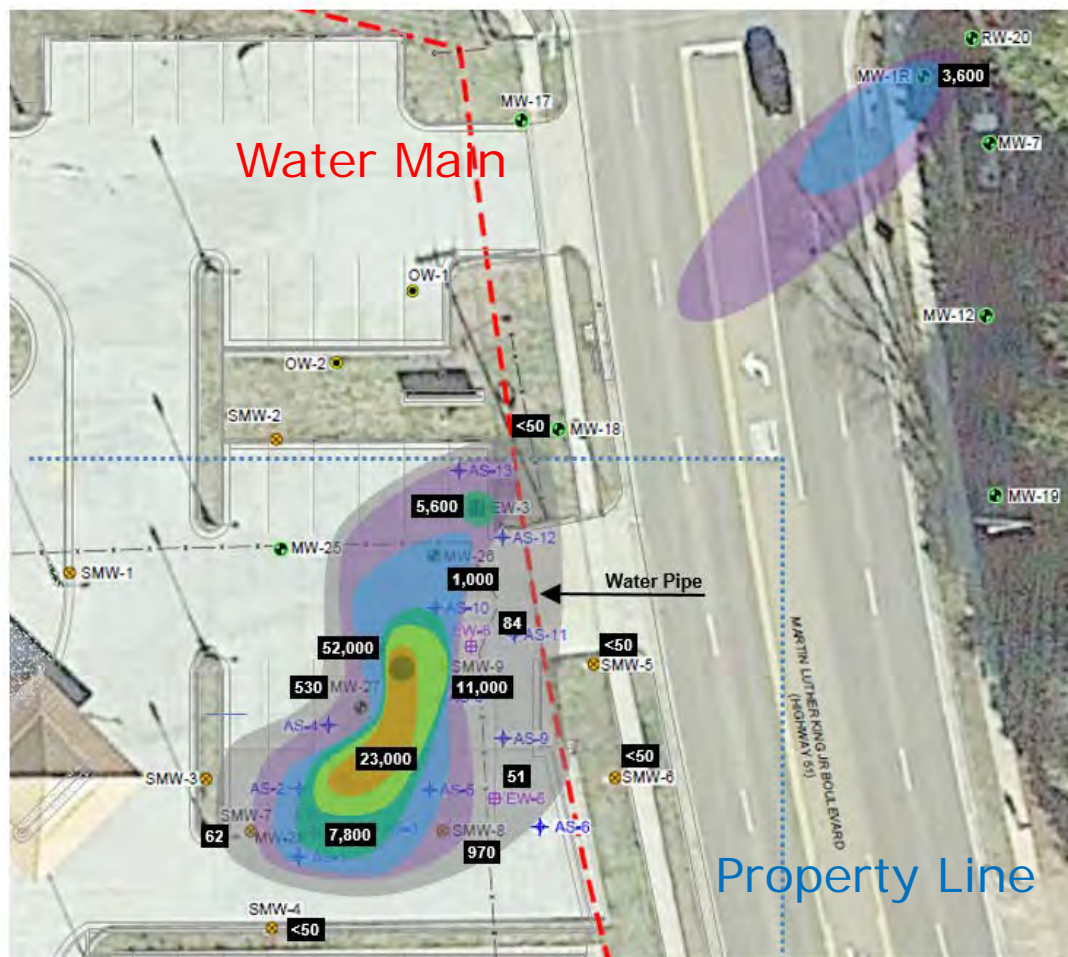 RW-20
MW-1R
3,600
MW-17
MW-7
Water Main
OW-1
MW-12
OW-2
SMW-2
<50
MW-18
AS-13
5,600
EW-3
MW-19
AS-12
MW-25
MW-26
SMW-1
1,000
Water Pipe
AS-10
84
AS-11
52,000
EW-6
<50
SMW-9
SMW-5
530
MW-27
11,000
AS-4
AS-9
MARTIN LUTHER KING JR BOULEVARD
(HIGHWAY 51)
23,000
<50
51
SMW-3
SMW-6
AS-2
EW-5
SMW-7
62
7,800
SMW-8
AS-6
970
Property Line
SMW-4
<50